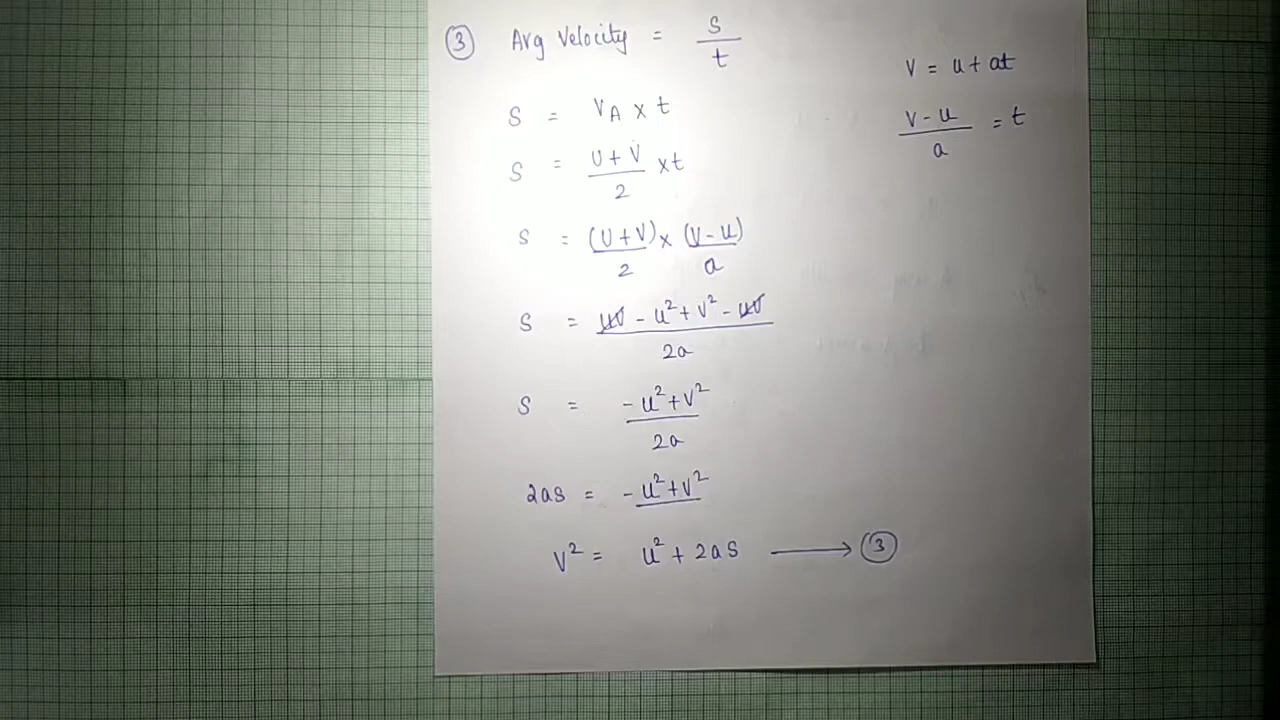 ③ Avg Velocity = S/t
S = VA × t
S = (U + V)/2 × t
S = (U + V)/2 × (V - u)/a
S = (uv - u² + v² - uv)/2a
S = (- u² + v²)/2a
2as = - u² + v²
V² = u² + 2as ⟶ ③
V = u + at
(V - u)/a = t